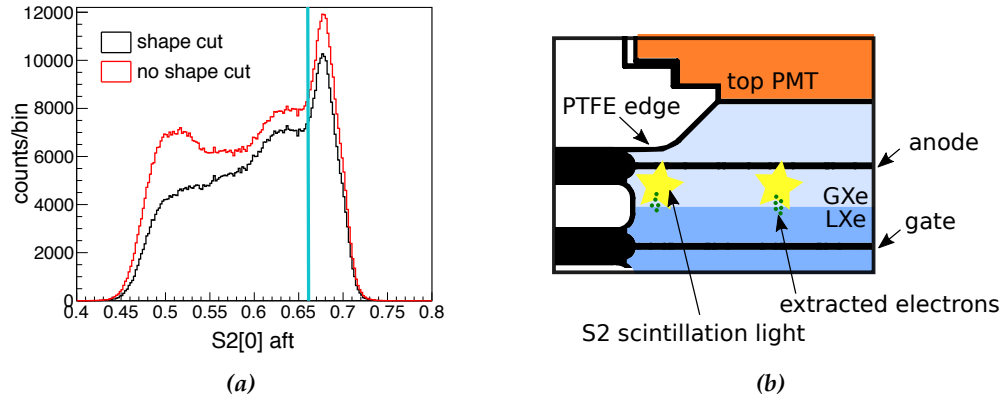 12000
10000
8000
6000
4000
2000
0
counts/bin
shape cut
no shape cut
0.4 0.45 0.5 0.55 0.6 0.65 0.7 0.75 0.8
S2[0] aft
(a)
top PMT
PTFE edge
anode
GXe
LXe
gate
extracted electrons
S2 scintillation light
(b)